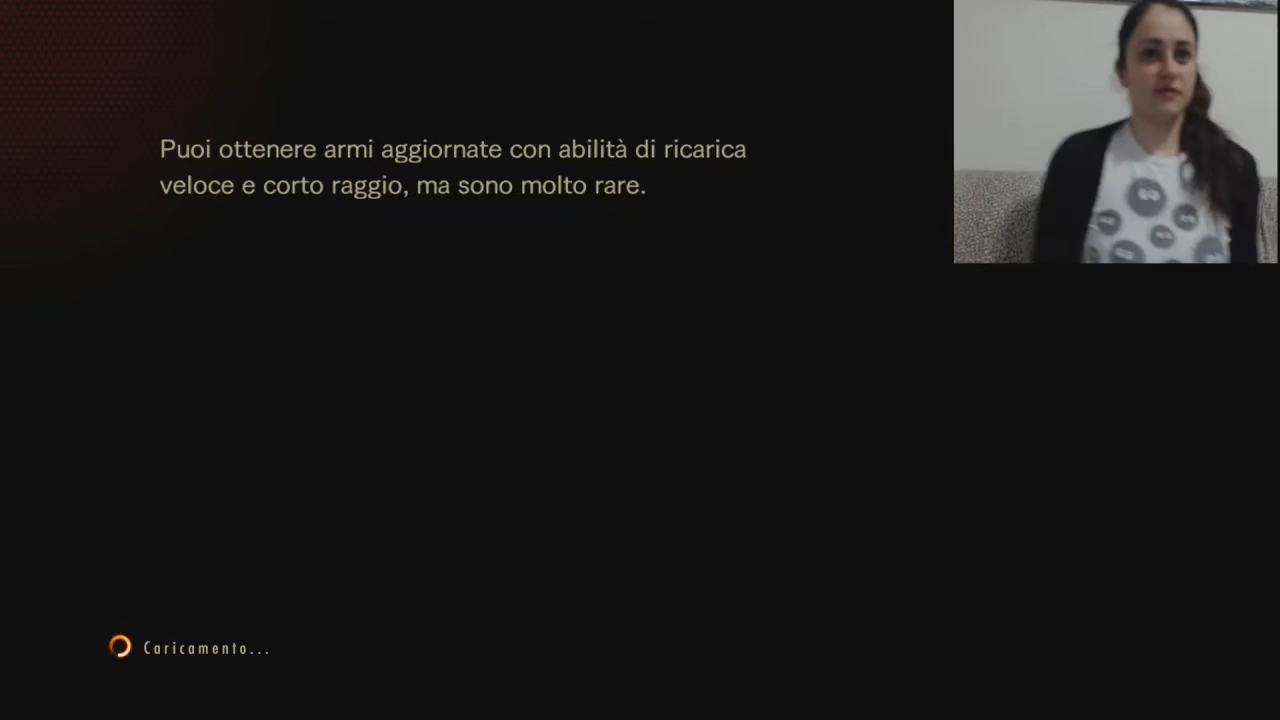 Puoi ottenere armi aggiornate con abilità di ricarica
veloce e corto raggio, ma sono molto rare.
Caricamento...